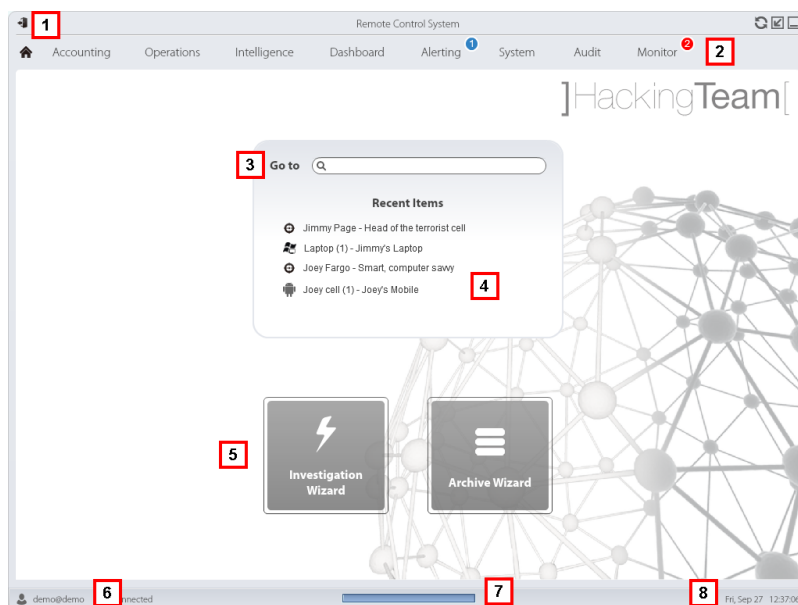 1
Remote Control System
Accounting Operations Intelligence Dashboard Alerting 1 System Audit Monitor 2 2
]HackingTeam[
3 Go to
Recent Items
Jimmy Page - Head of the terrorist cell
Laptop (1) - Jimmy's Laptop
Joey Fargo - Smart, computer savvy
Joey cell (1) - Joey's Mobile
4
5
Investigation Wizard
Archive Wizard
demo@demo 6 nnected 7 8 Fri, Sep 27 12:37:06